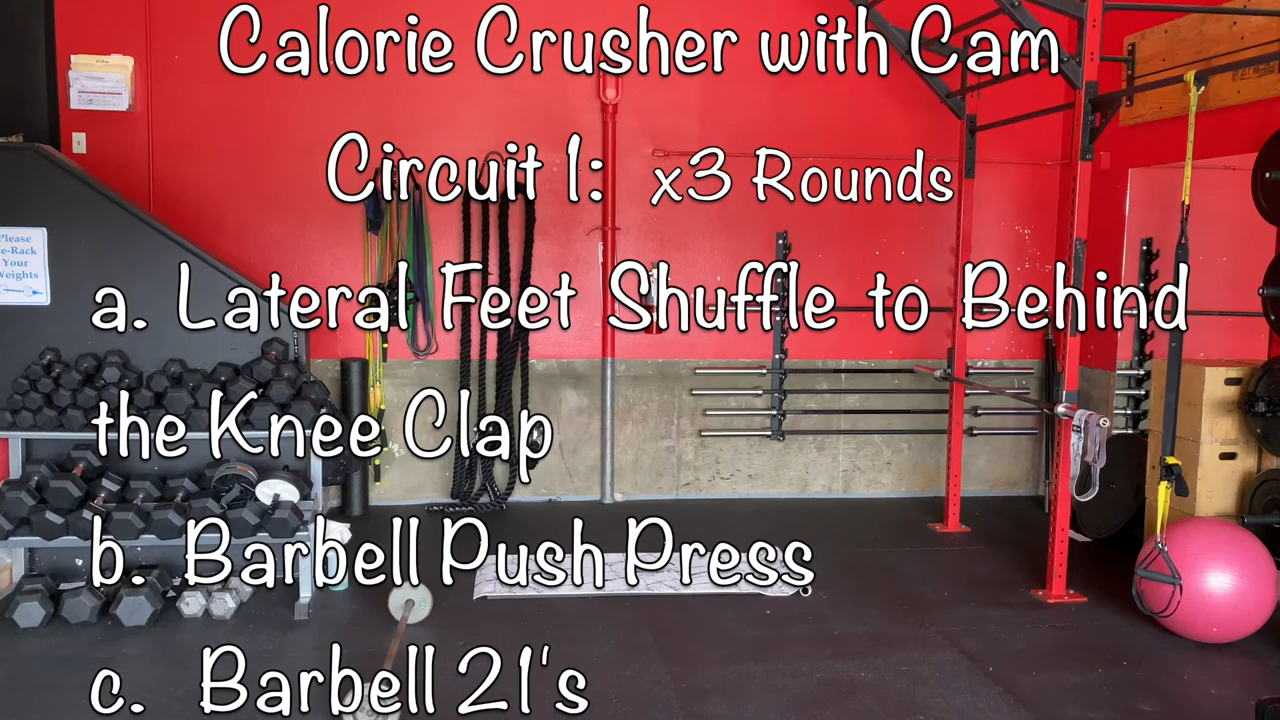 Calorie Crusher with Cam
Circuit 1: x3 Rounds
a. Lateral Feet Shuffle to Behind
the Knee Clap
b. Barbell Push Press
c. Barbell 21's
Please
e-Rack
Your
Weights